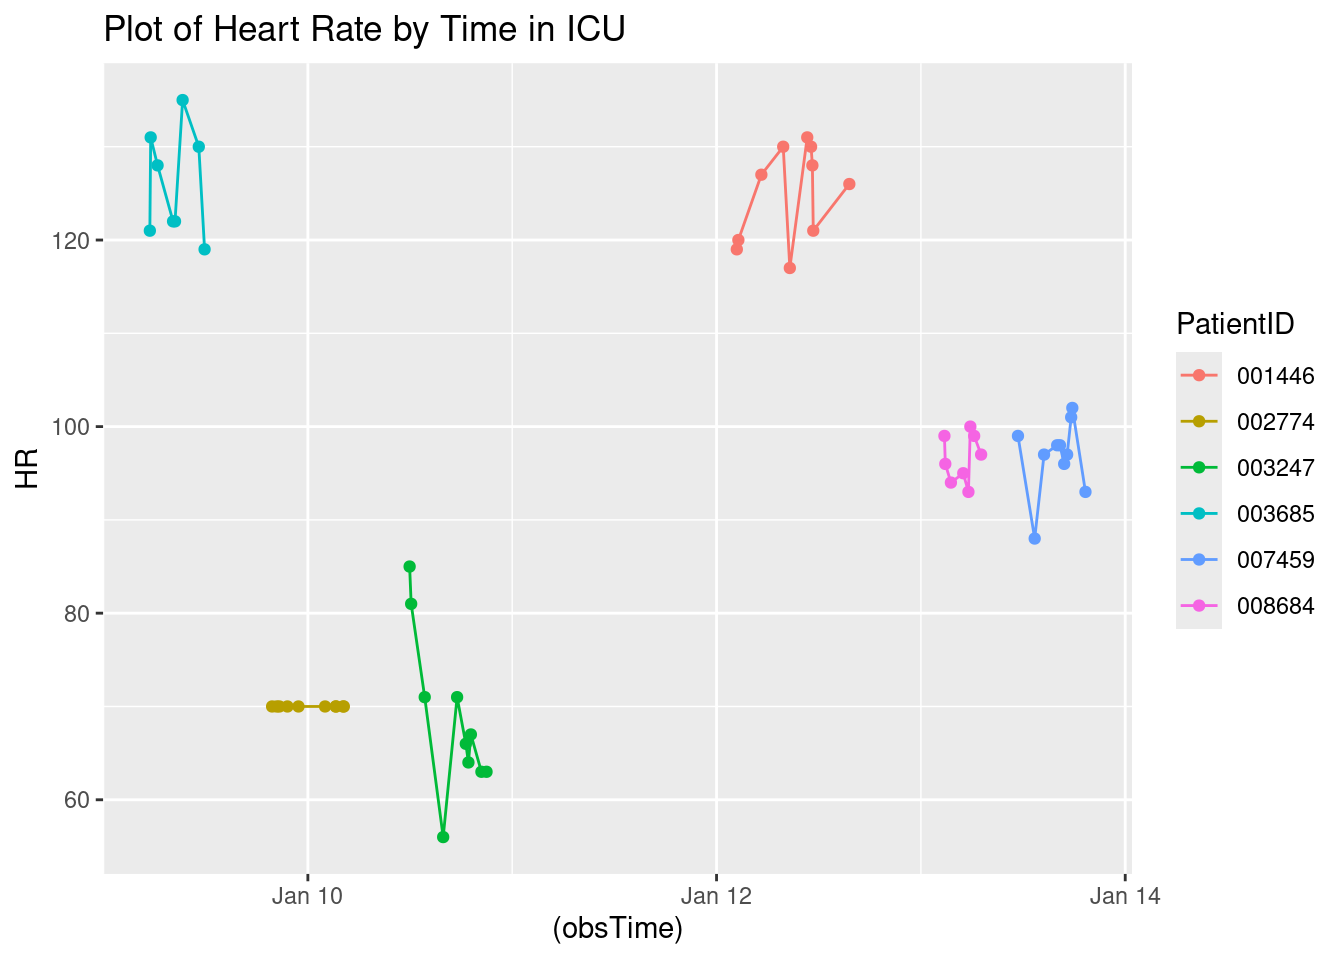 Plot of Heart Rate by Time in ICU
HR
120
100
80
60
Jan 10
Jan 12
Jan 14
(obsTime)
PatientID
001446
002774
003247
003685
007459
008684